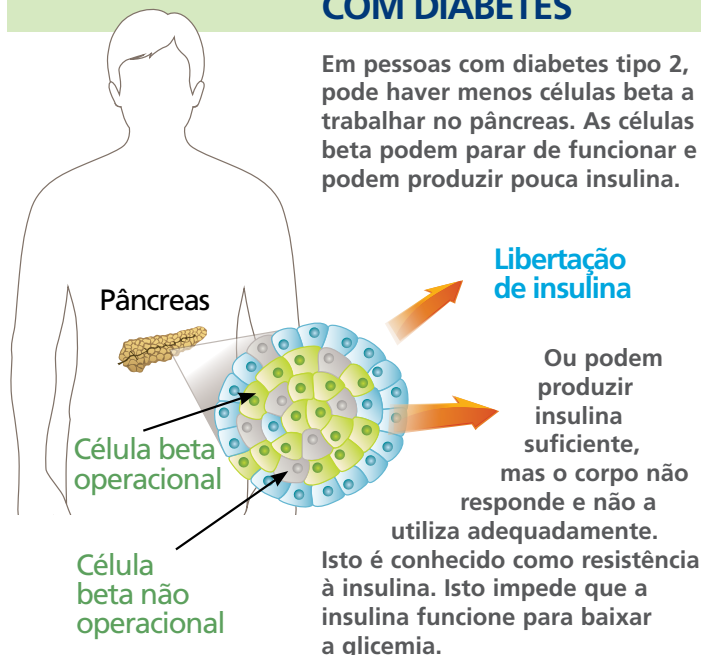 COM DIABETES
Em pessoas com diabetes tipo 2,
pode haver menos células beta a
trabalhar no pâncreas. As células
beta podem parar de funcionar e
podem produzir pouca insulina.
Libertação
de insulina
Pâncreas
Ou podem
produzir
insulina
suficiente,
mas o corpo não
responde e não a
utiliza adequadamente.
Isto é conhecido como resistência
à insulina. Isto impede que a
insulina funcione para baixar
a glicemia.
Célula beta
operacional
Célula
beta não
operacional